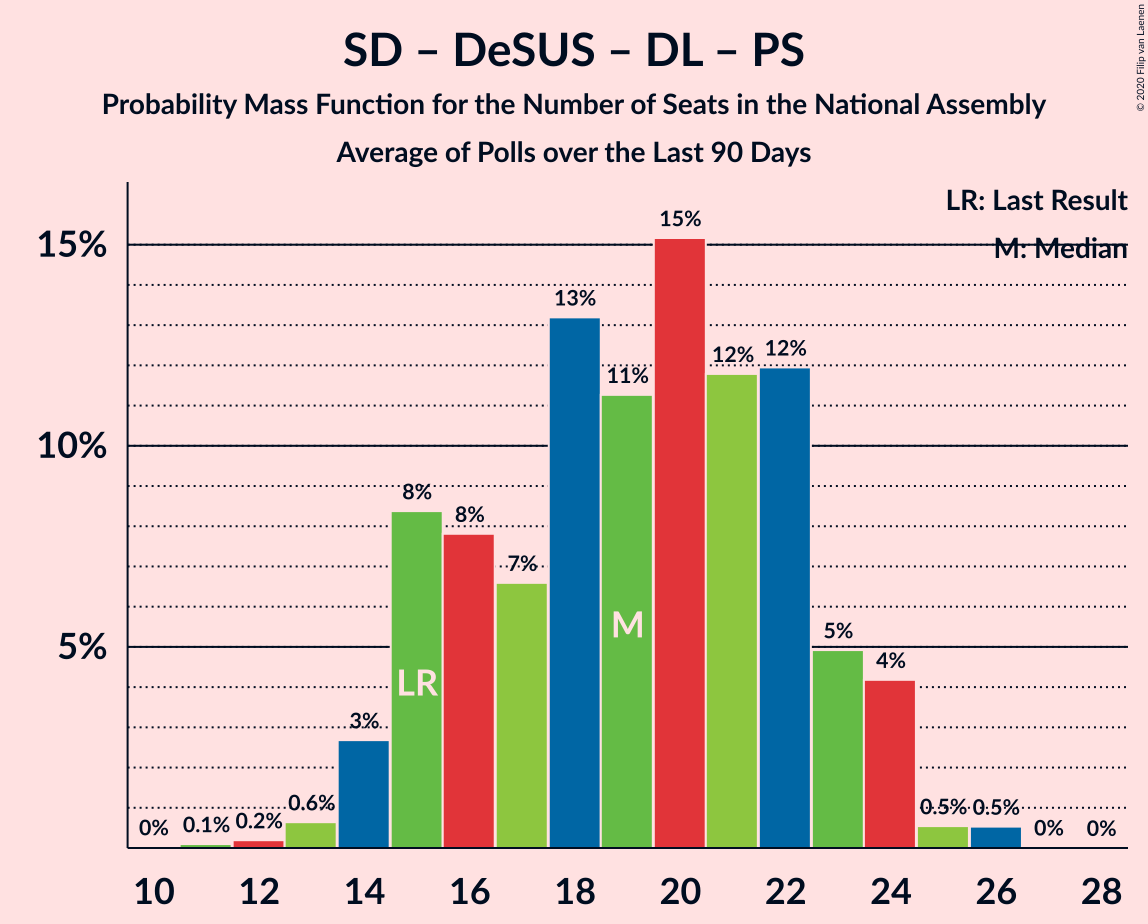 SD – DeSUS – DL – PS
Probability Mass Function for the Number of Seats in the National Assembly
Average of Polls over the Last 90 Days
© 2020 Filip van Laenen
LR: Last Result
M: Median
15%
10%
5%
0%
0.1%
0.2%
0.6%
3%
8%
8%
7%
13%
11%
15%
12%
12%
5%
4%
0.5%
0.5%
0%
0%
LR
M
10 12 14 16 18 20 22 24 26 28